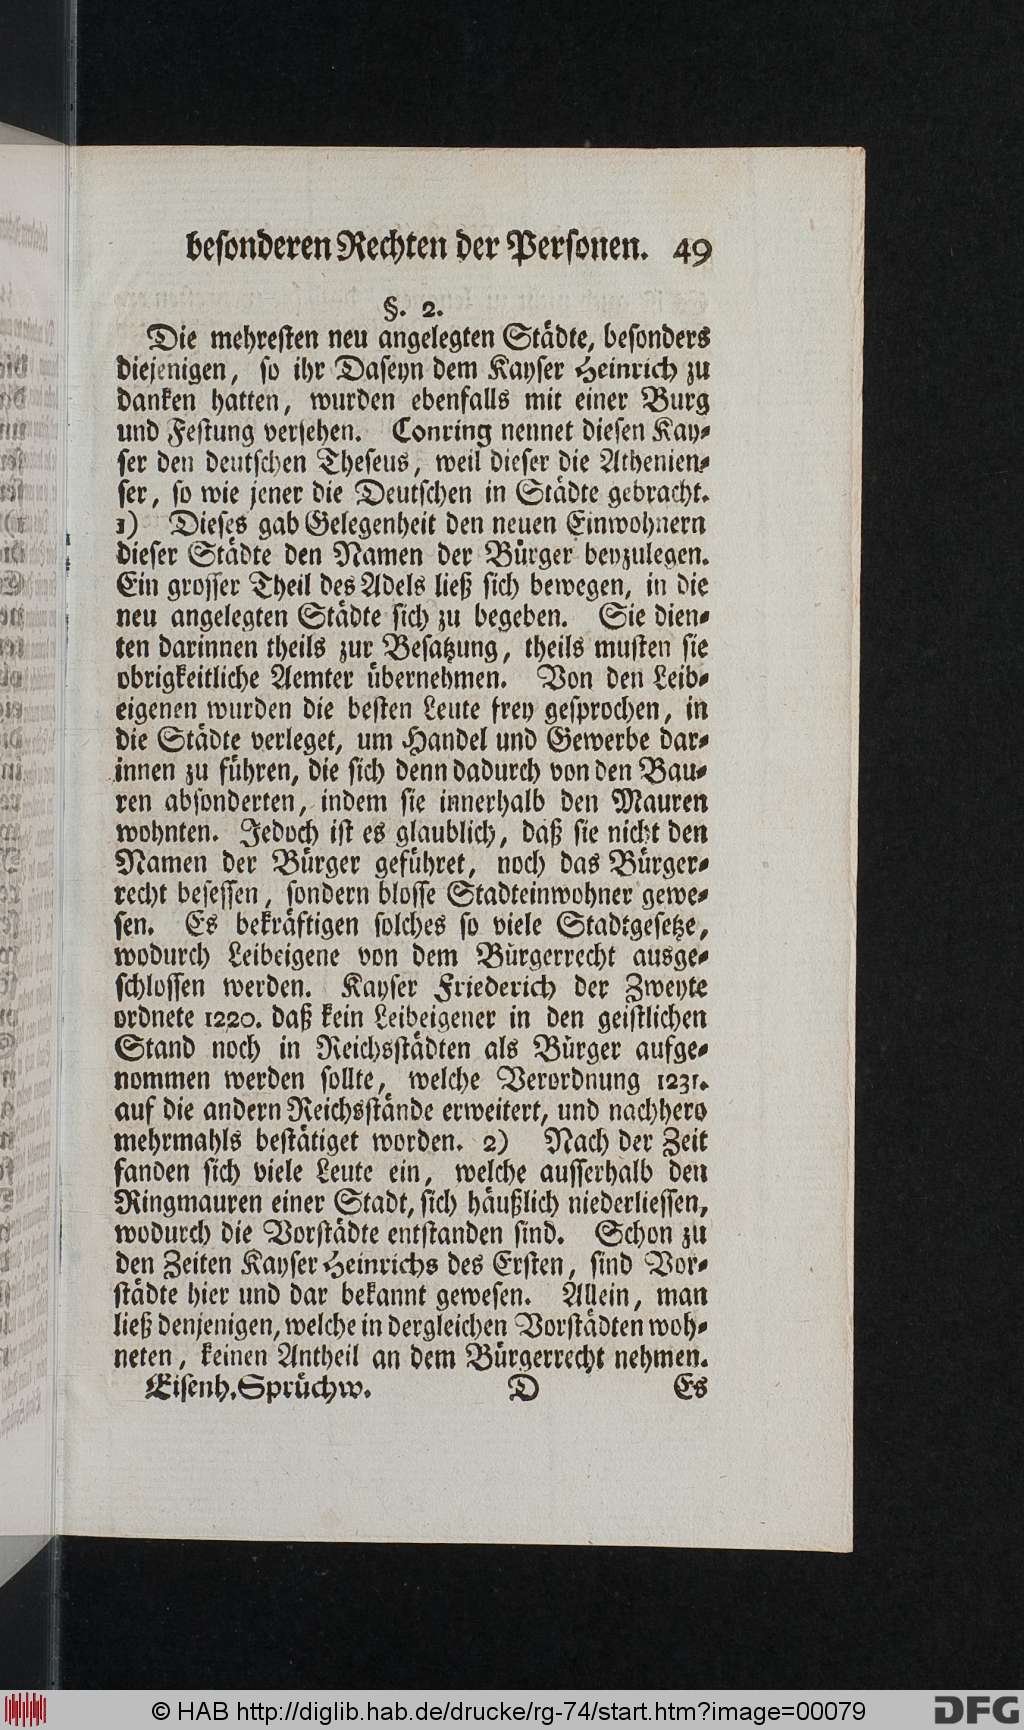 besonderen Rechten der Personen. 49
§. 2.
Die mehresten neu angelegten Städte, besonders
diejenigen, so ihr Daseyn dem Kayser Heinrich zu
danken hatten, wurden ebenfalls mit einer Burg
und Festung versehen. Conring nennet diesen Kay-
ser den deutschen Theseus, weil dieser die Athenien-
ser, so wie jener die Deutschen in Städte gebracht.
1) Dieses gab Gelegenheit den neuen Einwohnern
dieser Städte den Namen der Bürger beyzulegen.
Ein grosser Theil des Adels ließ sich bewegen, in die
neu angelegten Städte sich zu begeben. Sie dien-
ten darinnen theils zur Besatzung, theils musten sie
obrigkeitliche Aemter übernehmen. Von den Leib-
eigenen wurden die besten Leute frey gesprochen, in
die Städte verleget, um Handel und Gewerbe dar-
innen zu führen, die sich denn dadurch von den Bau-
ren absonderten, indem sie innerhalb den Mauren
wohnten. Jedoch ist es glaublich, daß sie nicht den
Namen der Bürger geführet, noch das Bürger-
recht besessen, sondern blosse Stadteinwohner gewe-
sen. Es bekräftigen solches so viele Stadtgesetze,
wodurch Leibeigene von dem Bürgerrecht ausge-
schlossen werden. Kayser Friederich der Zweyte
ordnete 1220. daß kein Leibeigener in den geistlichen
Stand noch in Reichsstädten als Bürger aufge-
nommen werden sollte, welche Verordnung 1231.
auf die andern Reichsstände erweitert, und nachhero
mehrmahls bestätiget worden. 2) Nach der Zeit
fanden sich viele Leute ein, welche ausserhalb den
Ringmauren einer Stadt, sich häußlich niederliessen,
wodurch die Vorstädte entstanden sind. Schon zu
den Zeiten Kayser Heinrichs des Ersten, sind Vor-
städte hier und dar bekannt gewesen. Allein, man
ließ denjenigen, welche in dergleichen Vorstädten woh-
neten, keinen Antheil an dem Bürgerrecht nehmen.
Eisenh. Sprüchw. D Es
© HAB http://diglib.hab.de/drucke/rg-74/start.htm?image=00079
DFG